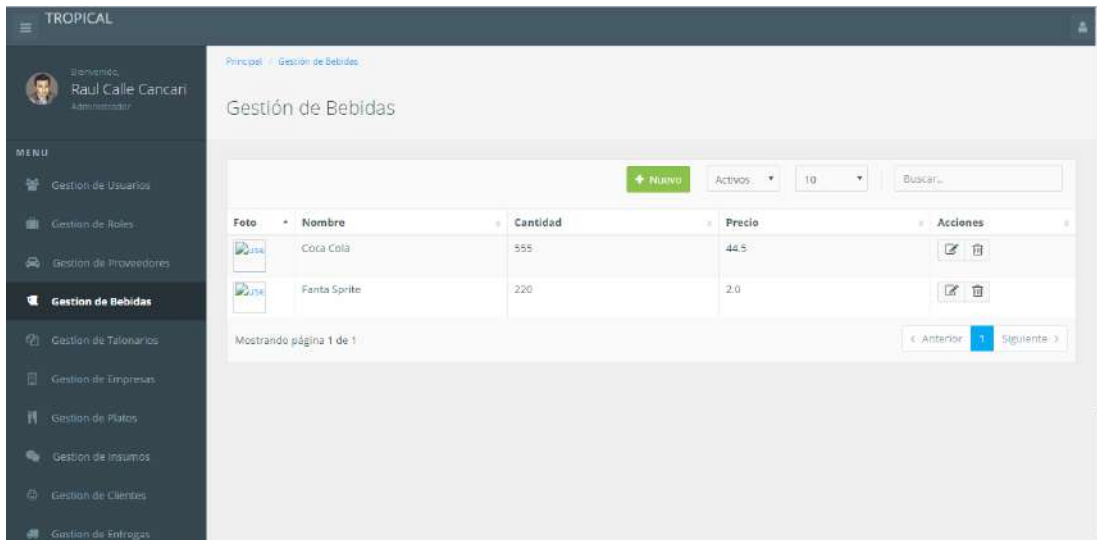 TROPICAL
Bienvenido,
Raul Calle Cancari
Administrador
MENU
Gestion de Usuarios
Gestion de Roles
Gestion de Proveedores
Gestion de Bebidas
Gestion de Talonarios
Gestion de Empresas
Gestion de Platos
Gestion de Insumos
Gestion de Clientes
Gestion de Entregas
Principal / Gestión de Bebidas
Gestión de Bebidas
+ Nuevo Activos 10 Buscar...
Foto Nombre Cantidad Precio Acciones
use Coca Cola 555 44.5
use Fanta Sprite 220 2.0
Mostrando página 1 de 1
< Anterior 1 Siguiente >